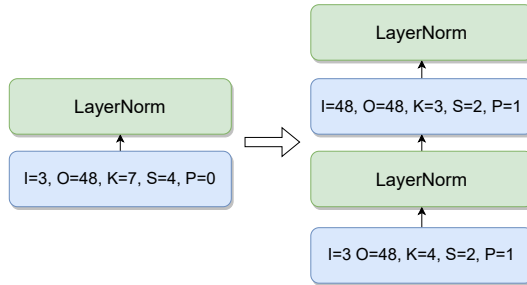 LayerNorm
I=3, O=48, K=7, S=4, P=0
LayerNorm
I=48, O=48, K=3, S=2, P=1
LayerNorm
I=3 O=48, K=4, S=2, P=1